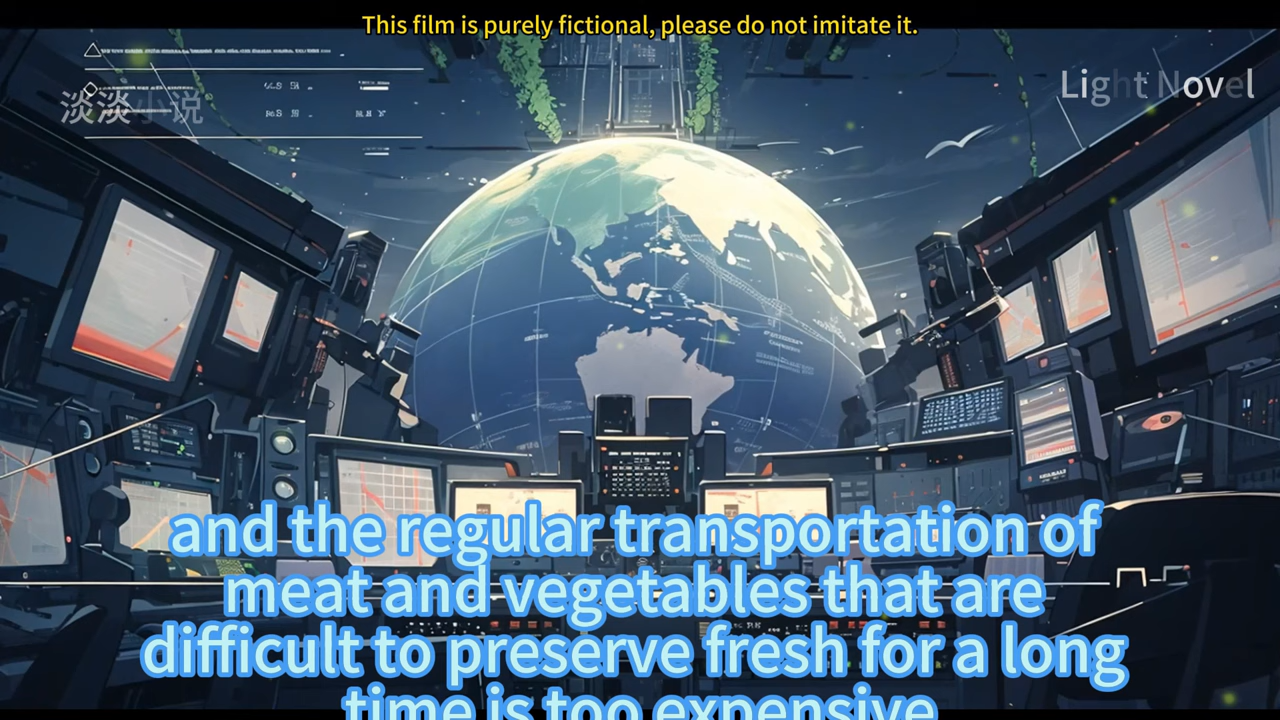 This film is purely fictional, please do not imitate it.
Light Novel
淡淡小说
and the regular transportation of
meat and vegetables that are
difficult to preserve fresh for a long
time is too expensive